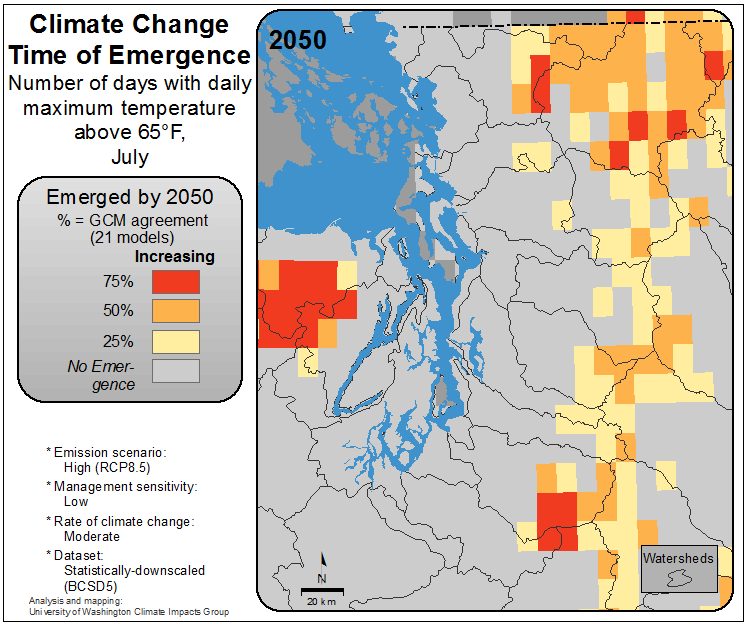 Climate Change
Time of Emergence
Number of days with daily
maximum temperature
above 65°F,
July
Emerged by 2050
% = GCM agreement
(21 models)
Increasing
75%
50%
25%
No Emer-
gence
* Emission scenario:
High (RCP8.5)
* Management sensitivity:
Low
* Rate of climate change:
Moderate
* Dataset:
Statistically-downscaled
(BCSD5)
Analysis and mapping:
University of Washington Climate Impacts Group
2050
N
20 km
Watersheds